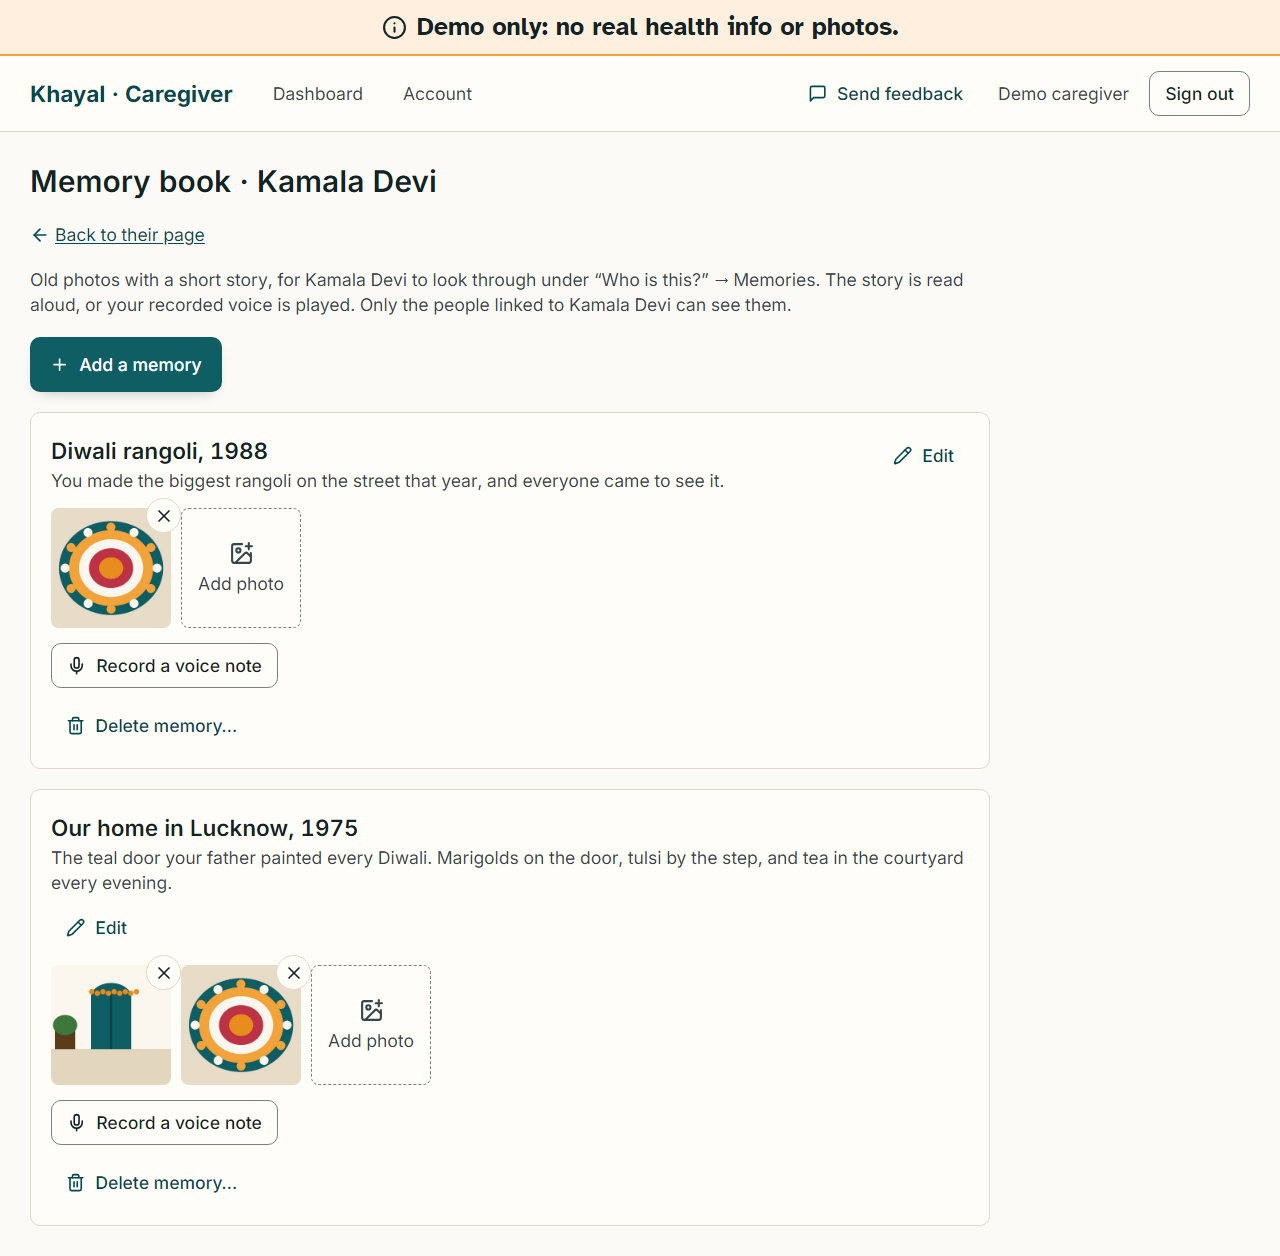 Demo only: no real health info or photos.
Khayal · Caregiver
Dashboard
Account
Send feedback
Demo caregiver
Sign out
Memory book · Kamala Devi
Back to their page
Old photos with a short story, for Kamala Devi to look through under “Who is this?” → Memories. The story is read
aloud, or your recorded voice is played. Only the people linked to Kamala Devi can see them.
Add a memory
Diwali rangoli, 1988
Edit
You made the biggest rangoli on the street that year, and everyone came to see it.
Add photo
Record a voice note
Delete memory...
Our home in Lucknow, 1975
The teal door your father painted every Diwali. Marigolds on the door, tulsi by the step, and tea in the courtyard
every evening.
Edit
Add photo
Record a voice note
Delete memory...